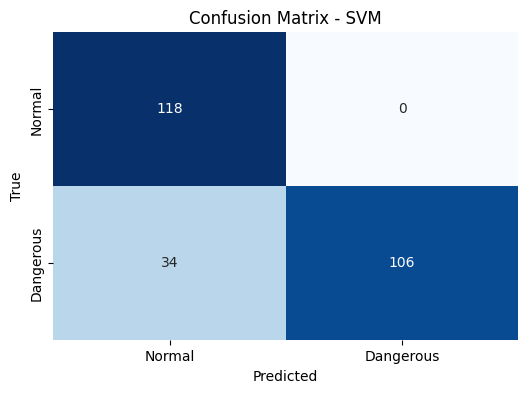 Confusion Matrix - SVM
True
Normal
118
0
Dangerous
34
106
Normal
Dangerous
Predicted